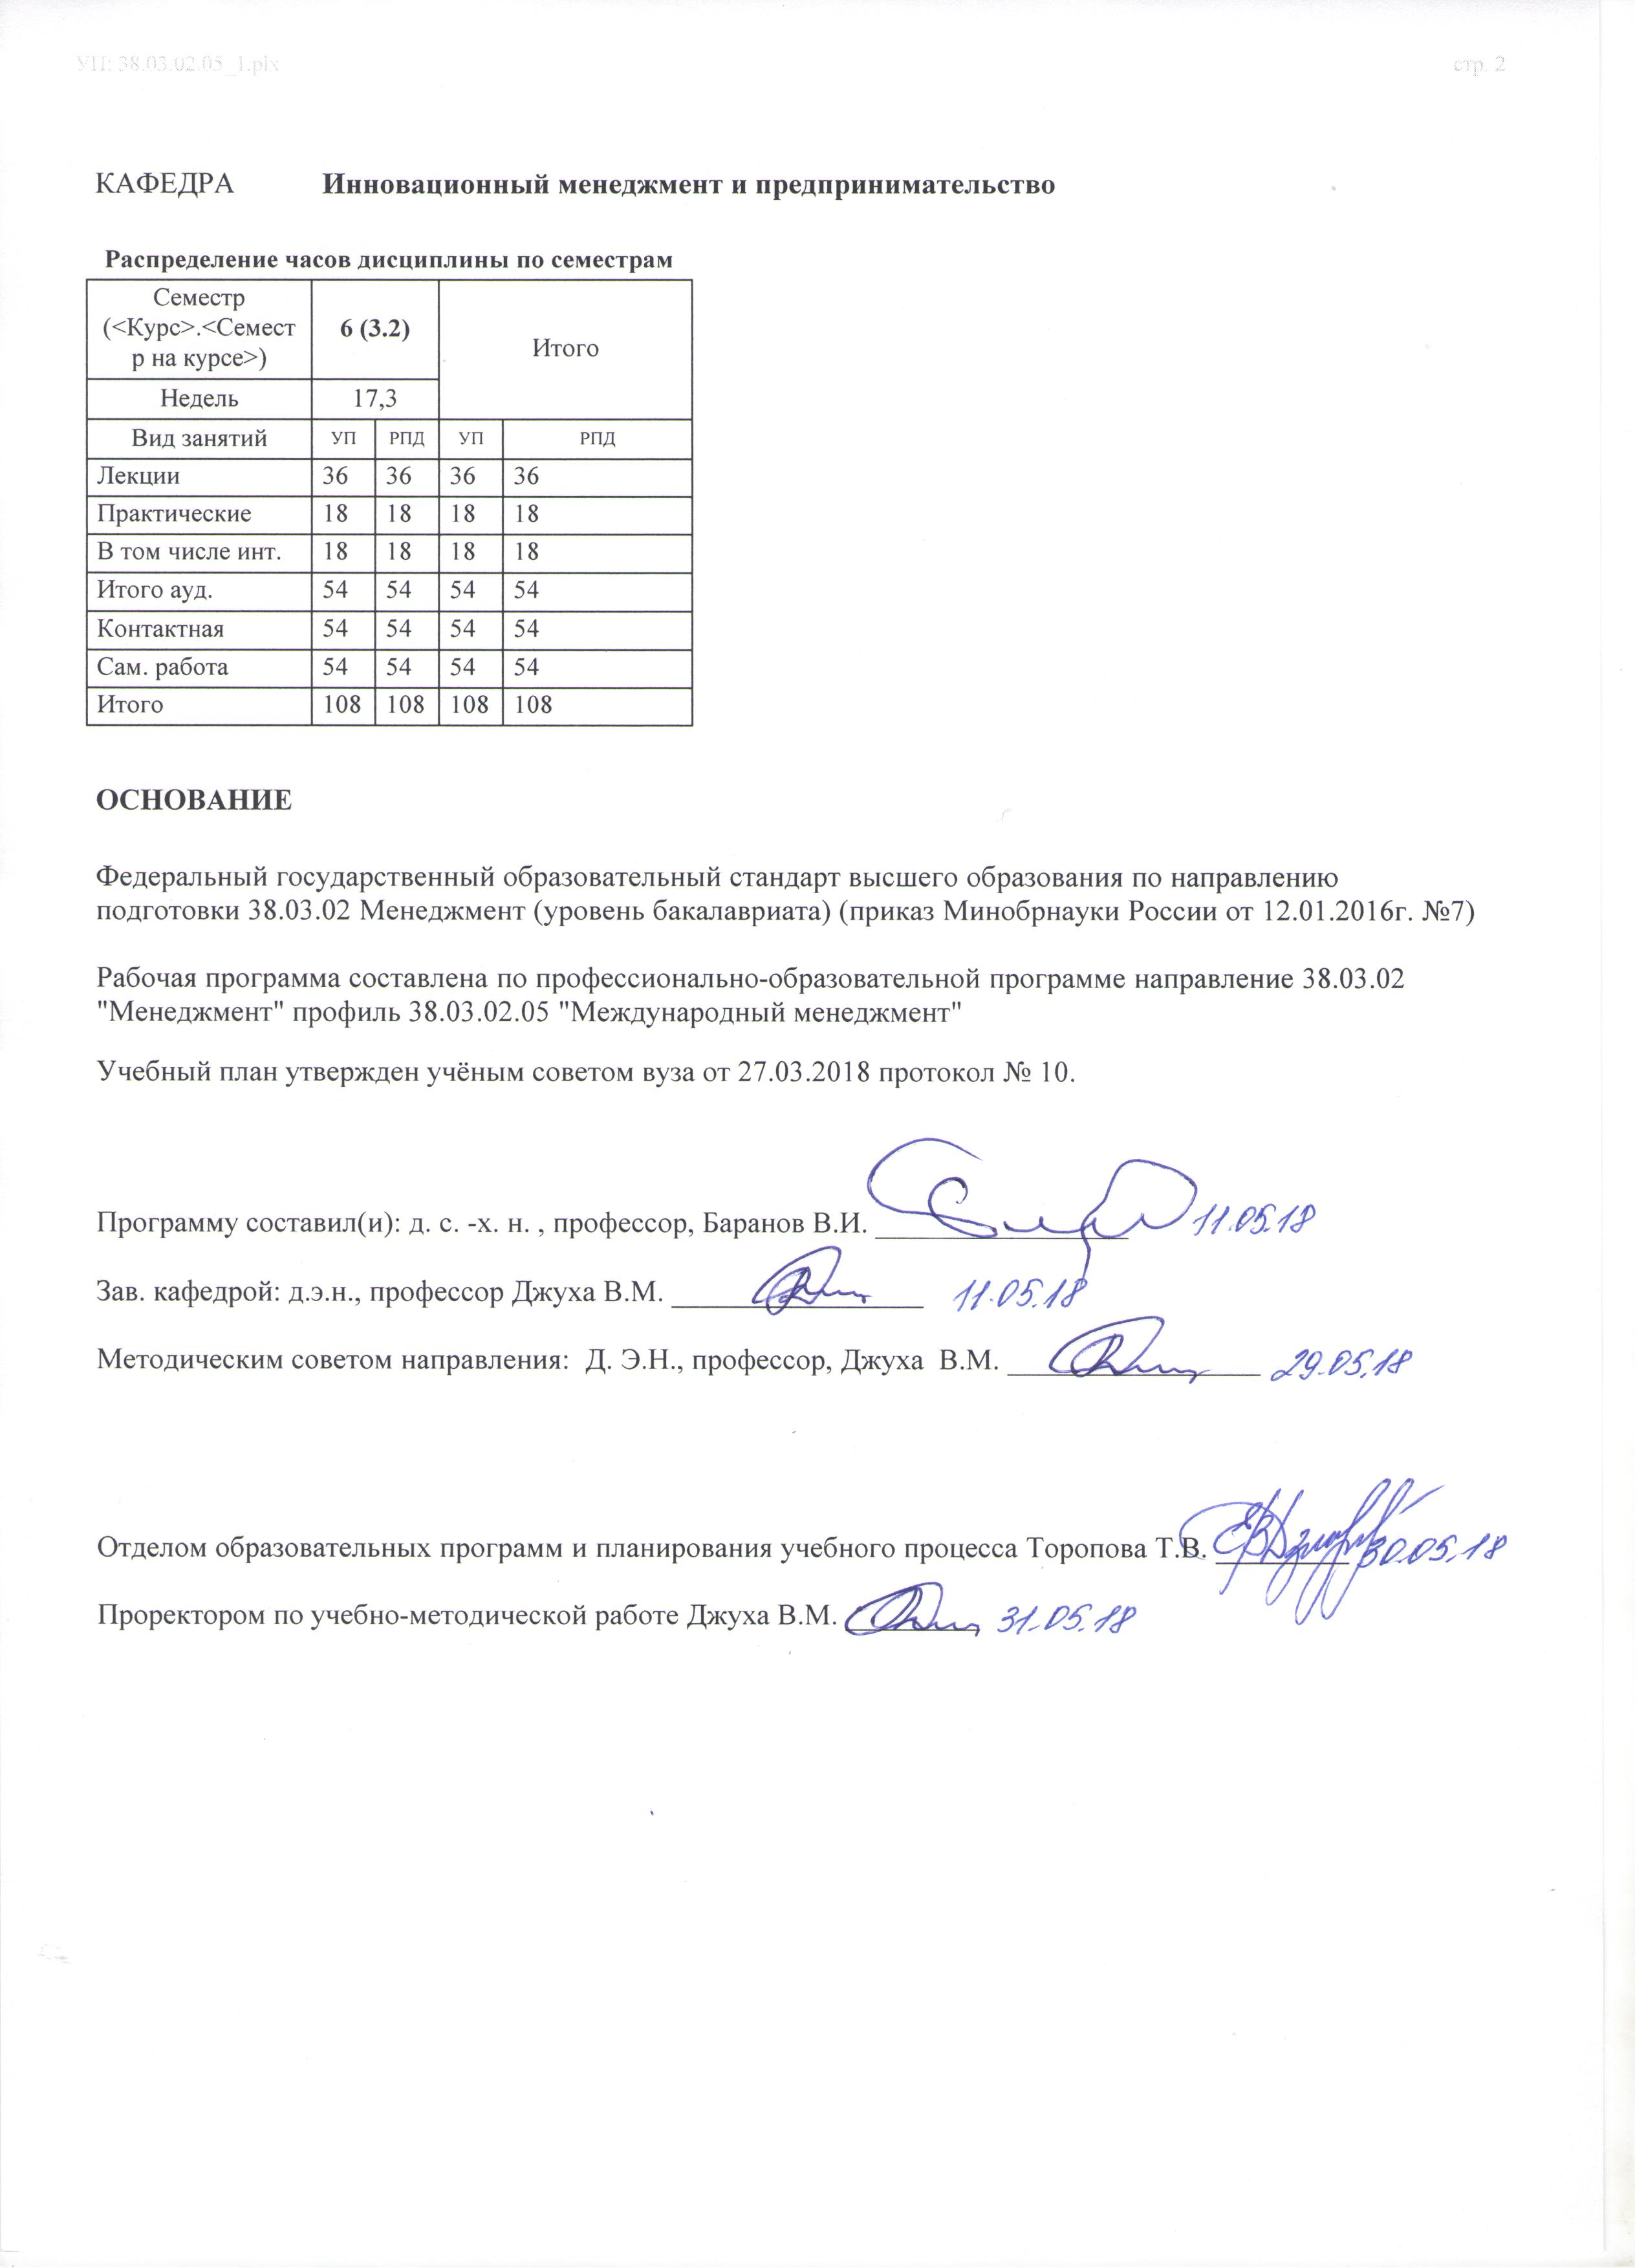 УП: 38.03.02.05_1.plx стр. 2
КАФЕДРА Инновационный менеджмент и предпринимательство
Распределение часов дисциплины по семестрам
Семестр
(<Курс>.<Семест
р на курсе>) 6 (3.2) Итого
Недель 17,3
Вид занятий УП РПД УП РПД
Лекции 36 36 36 36
Практические 18 18 18 18
В том числе инт. 18 18 18 18
Итого ауд. 54 54 54 54
Контактная 54 54 54 54
Сам. работа 54 54 54 54
Итого 108 108 108 108
ОСНОВАНИЕ
Федеральный государственный образовательный стандарт высшего образования по направлению
подготовки 38.03.02 Менеджмент (уровень бакалавриата) (приказ Минобрнауки России от 12.01.2016г. №7)
Рабочая программа составлена по профессионально-образовательной программе направление 38.03.02
"Менеджмент" профиль 38.03.02.05 "Международный менеджмент"
Учебный план утвержден учёным советом вуза от 27.03.2018 протокол № 10.
Программу составил(и): д. с. -х. н. , профессор, Баранов В.И. 11.05.18
Зав. кафедрой: д.э.н., профессор Джуха В.М. 11.05.18
Методическим советом направления: Д. Э.Н., профессор, Джуха В.М. 29.05.18
Отделом образовательных программ и планирования учебного процесса Торопова Т.В. 30.05.18
Проректором по учебно-методической работе Джуха В.М. 31.05.18